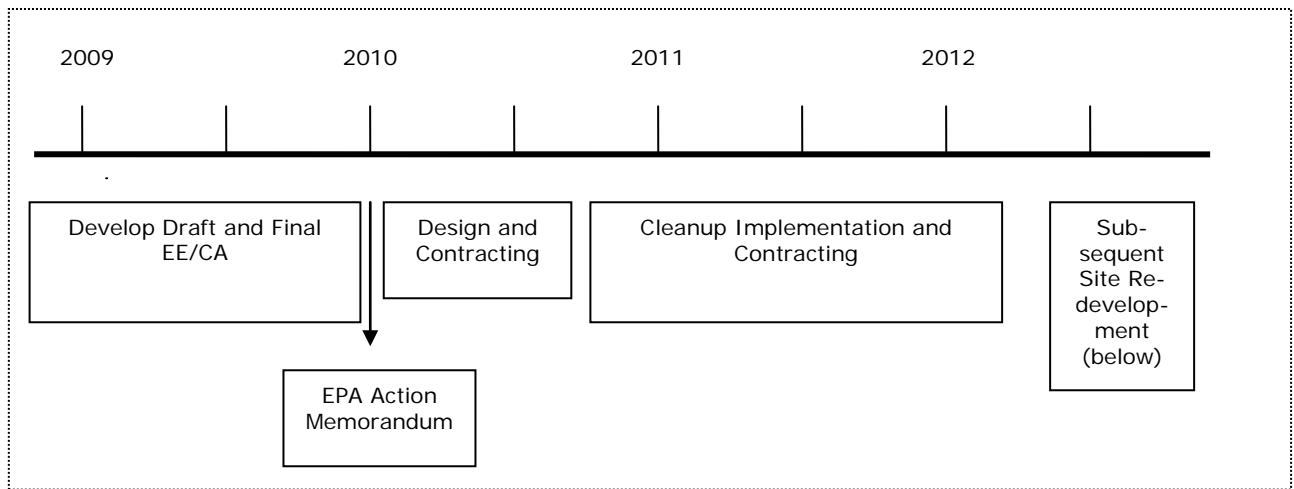 2009 2010 2011 2012
Develop Draft and Final
EE/CA
Design and
Contracting
Cleanup Implementation and
Contracting
Sub-
sequent
Site Re-
develop-
ment
(below)
EPA Action
Memorandum